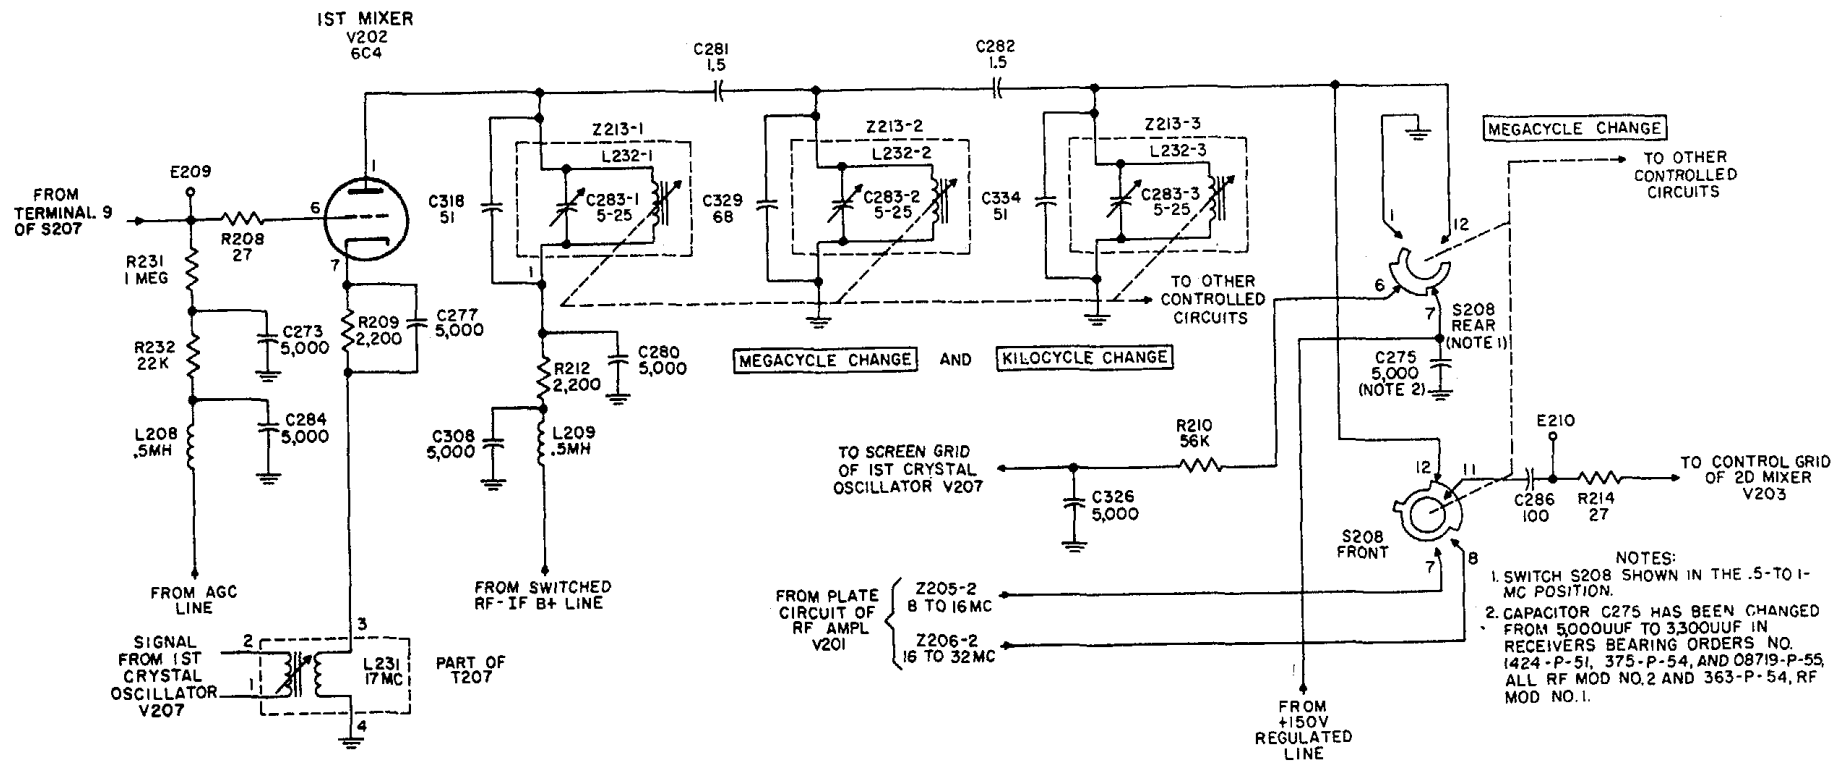 1ST MIXER
V202
6C4
C281
1.5
C282
1.5
MEGACYCLE CHANGE
TO OTHER
CONTROLLED
CIRCUITS
E209
FROM
TERMINAL 9
OF S207
R208
27
6
1
7
R231
1 MEG
R232
22K
C273
5,000
C284
5,000
L208
.5MH
FROM AGC
LINE
R209
2,200
C277
5,000
C318
51
Z213-1
L232-1
C283-1
5-25
1
C329
68
Z213-2
L232-2
C283-2
5-25
C334
51
Z213-3
L232-3
C283-3
5-25
TO OTHER
CONTROLLED
CIRCUITS
MEGACYCLE CHANGE AND KILOCYCLE CHANGE
R212
2,200
C280
5,000
C308
5,000
L209
.5MH
FROM SWITCHED
RF-IF B+ LINE
1
12
6
7
S208
REAR
(NOTE 1)
C275
5,000
(NOTE 2)
R210
56K
TO SCREEN GRID
OF 1ST CRYSTAL
OSCILLATOR V207
C326
5,000
E210
12
11
C286
100
R214
27
TO CONTROL GRID
OF 2D MIXER
V203
S208
FRONT
7
8
FROM PLATE
CIRCUIT OF
RF AMPL
V201
Z205-2
8 TO 16MC
Z206-2
16 TO 32MC
FROM
+150V
REGULATED
LINE
SIGNAL
FROM 1ST
CRYSTAL
OSCILLATOR
V207
2
1
3
4
L231
17MC
PART OF
T207
NOTES:
1. SWITCH S208 SHOWN IN THE .5-TO 1-
MC POSITION.
2. CAPACITOR C275 HAS BEEN CHANGED
FROM 5,000UUF TO 3,300UUF IN
RECEIVERS BEARING ORDERS NO.
1424-P-51, 375-P-54, AND 08719-P-55,
ALL RF MOD NO.2 AND 363-P-54, RF
MOD NO.1.